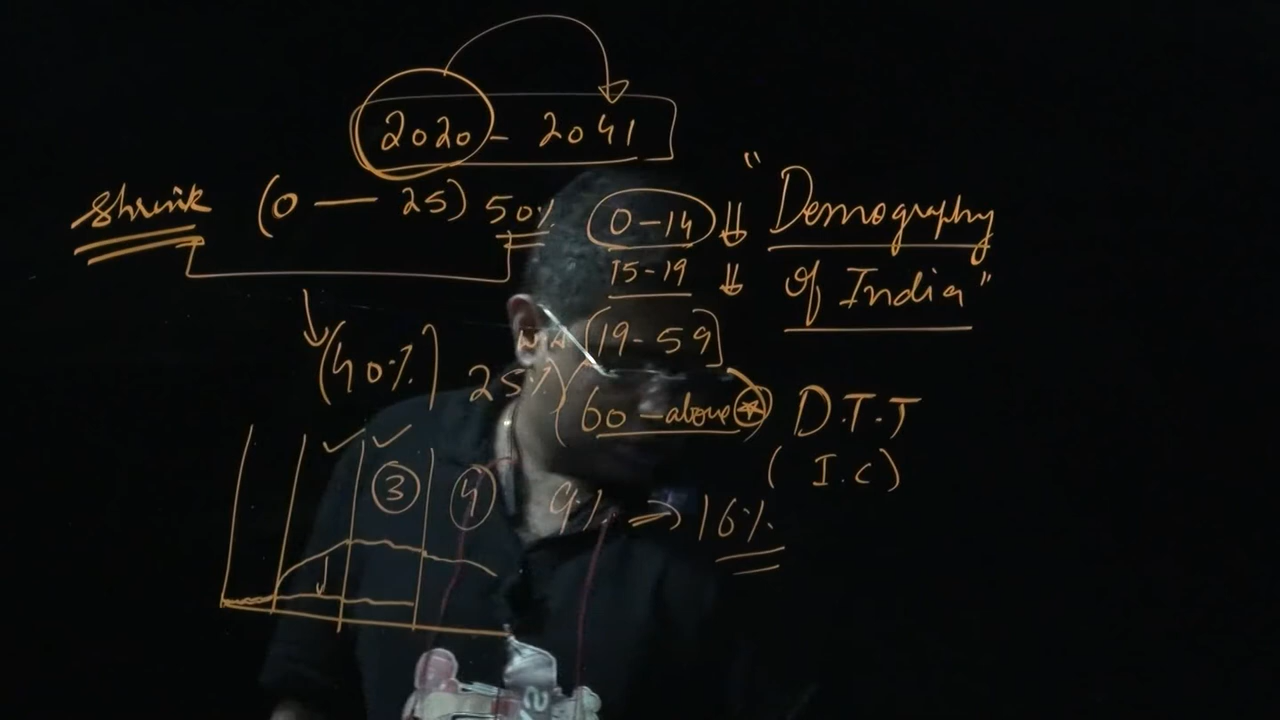 2020 - 2041
Shrink (0 — 25) 50%
0-14
15-19
"Demography
Of India"
(40%) 25%
[19-59]
(60 - above
D.T.T
(I.C)
3 4
9% ⇒ 16%